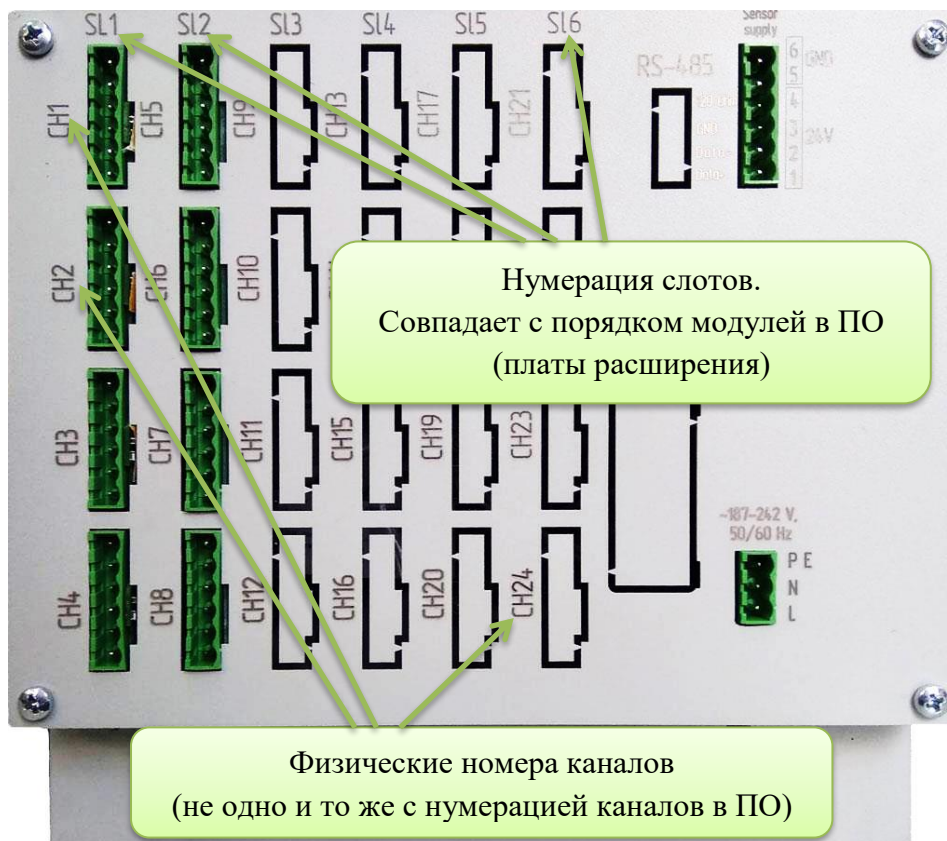 Sl1 Sl2 Sl3 Sl4 Sl5 Sl6
Sensor
supply
RS-485
6
5
4
3
2
1
GND
24V
CH1 CH5 CH9 CH13 CH17 CH21
CH2 CH6 CH10
Нумерация слотов.
Совпадает с порядком модулей в ПО
(платы расширения)
CH3 CH7 CH11 CH15 CH19 CH23
~187-242 V,
50/60 Hz
PE
N
L
CH4 CH8 CH12 CH16 CH20 CH24
Физические номера каналов
(не одно и то же с нумерацией каналов в ПО)